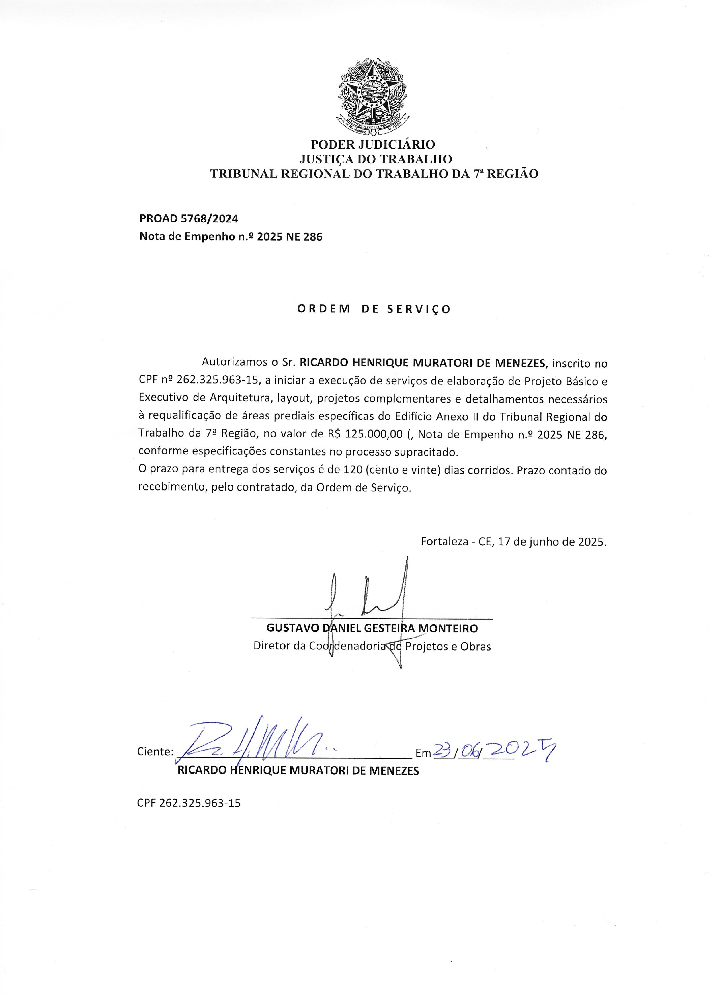 15 de NOVEMBRO
REPÚBLICA FEDERATIVA do BRASIL
de 1889
PODER JUDICIÁRIO
JUSTIÇA DO TRABALHO
TRIBUNAL REGIONAL DO TRABALHO DA 7ª REGIÃO
PROAD 5768/2024
Nota de Empenho n.º 2025 NE 286
ORDEM DE SERVIÇO
Autorizamos o Sr. RICARDO HENRIQUE MURATORI DE MENEZES, inscrito no
CPF nº 262.325.963-15, a iniciar a execução de serviços de elaboração de Projeto Básico e
Executivo de Arquitetura, layout, projetos complementares e detalhamentos necessários
à requalificação de áreas prediais específicas do Edifício Anexo II do Tribunal Regional do
Trabalho da 7ª Região, no valor de R$ 125.000,00 (, Nota de Empenho n.º 2025 NE 286,
conforme especificações constantes no processo supracitado.
O prazo para entrega dos serviços é de 120 (cento e vinte) dias corridos. Prazo contado do
recebimento, pelo contratado, da Ordem de Serviço.
Fortaleza - CE, 17 de junho de 2025.
GUSTAVO DANIEL GESTEIRA MONTEIRO
Diretor da Coordenadoria de Projetos e Obras
Ciente: Em 23/06/2025
RICARDO HENRIQUE MURATORI DE MENEZES
CPF 262.325.963-15